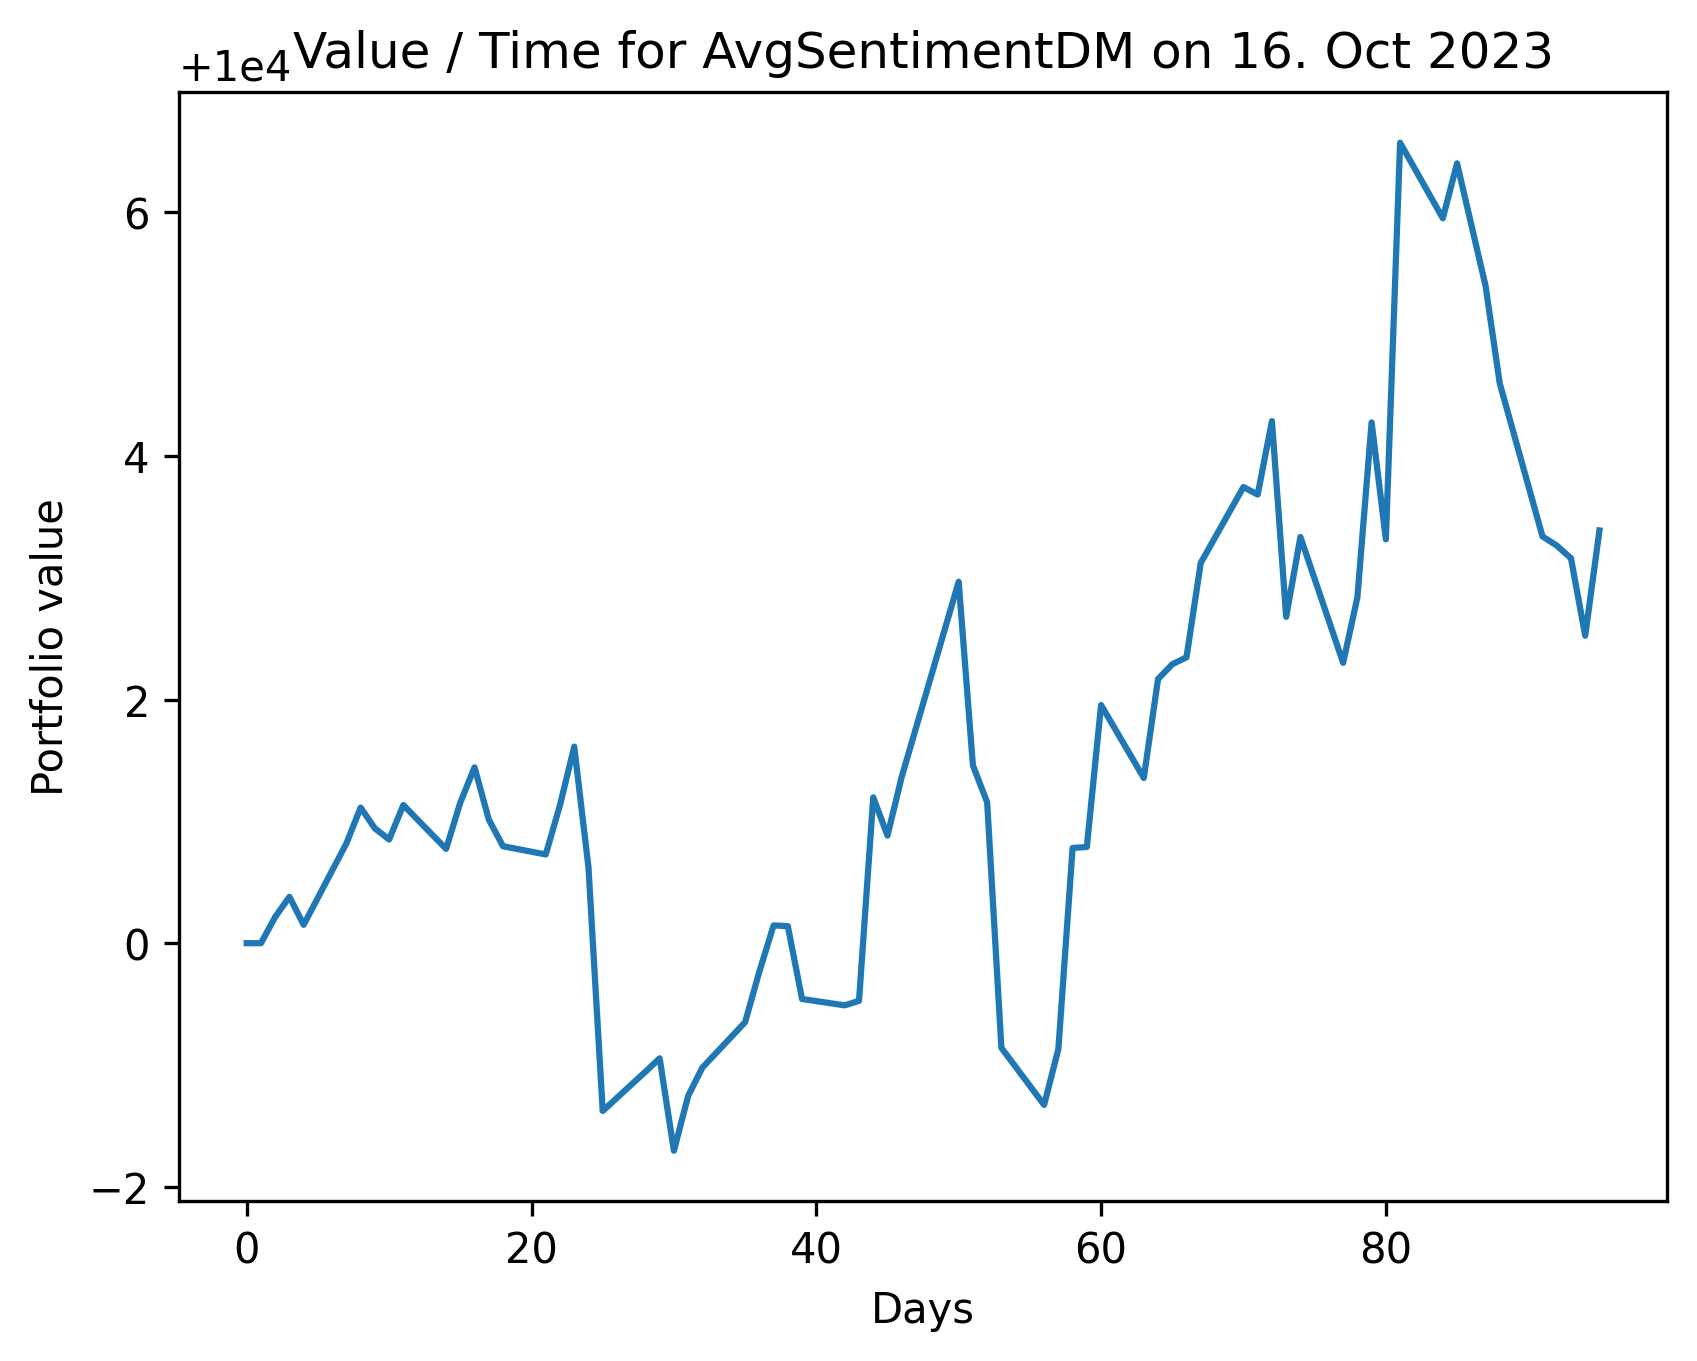 Value / Time for AvgSentimentDM on 16. Oct 2023
+1e4
6
4
2
0
−2
Portfolio value
0 20 40 60 80
Days